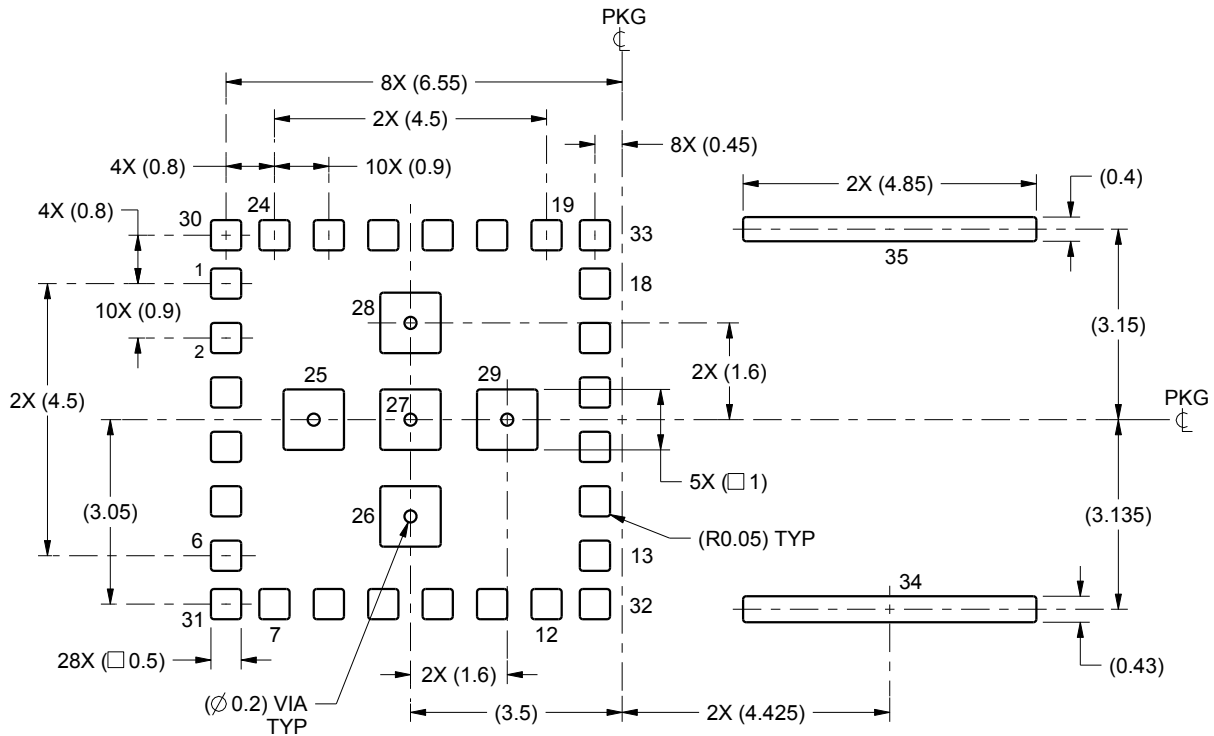 PKG
℄
8X (6.55)
2X (4.5)
8X (0.45)
4X (0.8)
10X (0.9)
2X (4.85)
(0.4)
4X (0.8)
30
24
19
33
35
1
18
10X (0.9)
28
2
(3.15)
2X (1.6)
25
29
27
2X (4.5)
PKG
℄
5X (□ 1)
(3.05)
26
(R0.05) TYP
(3.135)
6
13
34
31
7
12
32
28X (□ 0.5)
2X (1.6)
(0.43)
(∅ 0.2) VIA
TYP
(3.5)
2X (4.425)